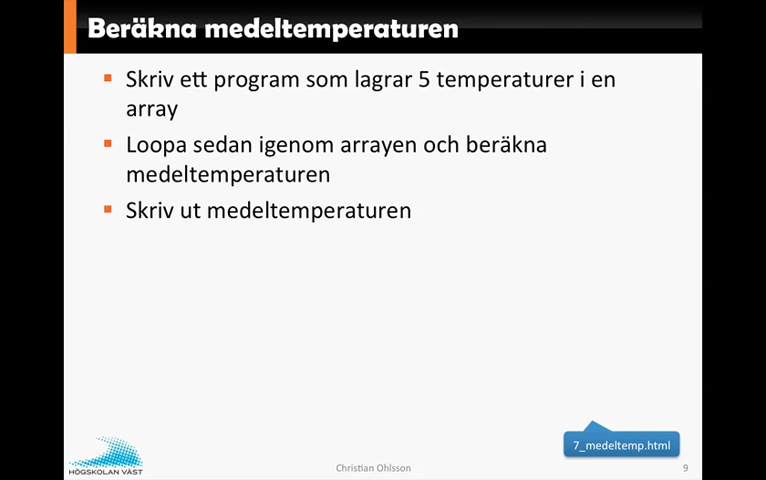 Beräkna medeltemperaturen
Skriv ett program som lagrar 5 temperaturer i en
array
Loopa sedan igenom arrayen och beräkna
medeltemperaturen
Skriv ut medeltemperaturen
7_medeltemp.html
HÖGSKOLAN VÄST
Christian Ohlsson
9